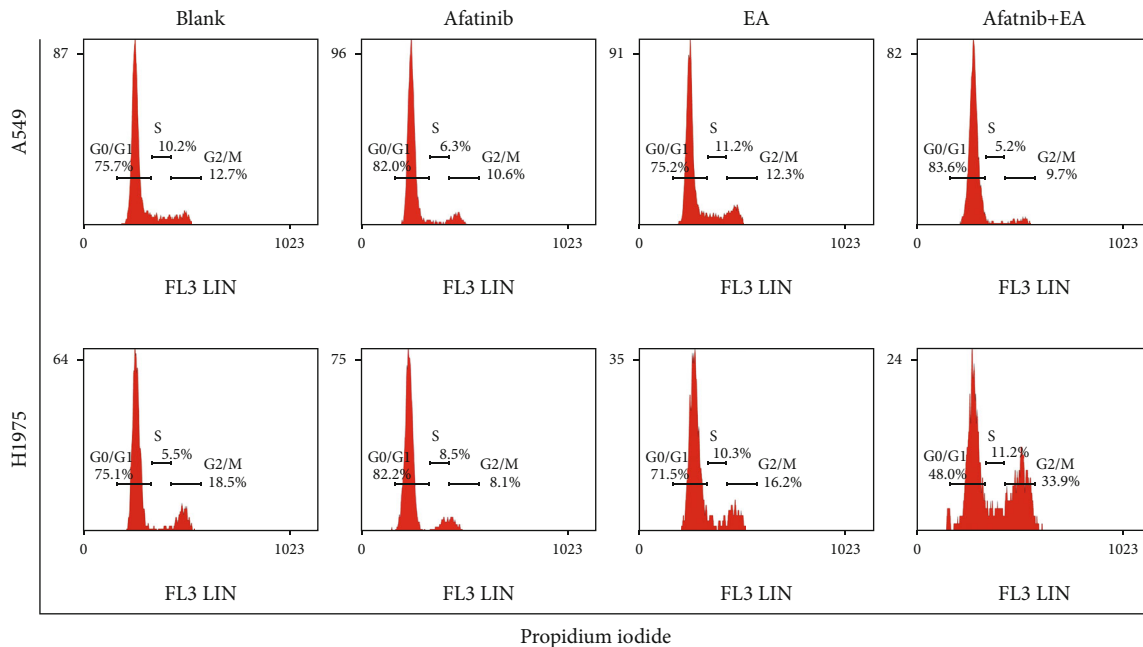 Blank Afatinib EA Afatnib+EA
A549
87
S
G0/G1 10.2% G2/M
75.7% 12.7%
0 1023
FL3 LIN
96
S
G0/G1 6.3% G2/M
82.0% 10.6%
0 1023
FL3 LIN
91
S
G0/G1 11.2% G2/M
75.2% 12.3%
0 1023
FL3 LIN
82
S
G0/G1 5.2% G2/M
83.6% 9.7%
0 1023
FL3 LIN
H1975
64
S
G0/G1 5.5% G2/M
75.1% 18.5%
0 1023
FL3 LIN
75
S
G0/G1 8.5% G2/M
82.2% 8.1%
0 1023
FL3 LIN
35
S
G0/G1 10.3% G2/M
71.5% 16.2%
0 1023
FL3 LIN
24
S
G0/G1 11.2% G2/M
48.0% 33.9%
0 1023
FL3 LIN
Propidium iodide